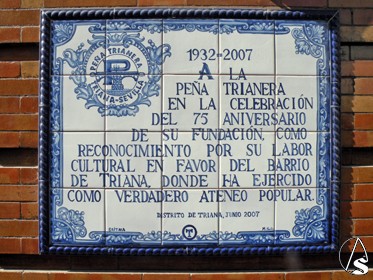 PEÑA TRIANERA
TRIANA-SEVILLA
1932-2007
A LA
PEÑA TRIANERA
EN LA CELEBRACIÓN
DEL 75 ANIVERSARIO
DE SU FUNDACIÓN, COMO
RECONOCIMIENTO POR SU LABOR
CULTURAL EN FAVOR DEL BARRIO
DE TRIANA, DONDE HA EJERCIDO
COMO VERDADERO ATENEO POPULAR.
DISTRITO DE TRIANA, JUNIO 2007